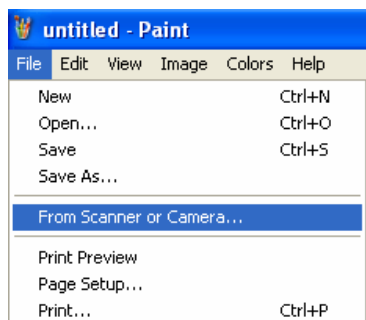 untitled - Paint
File Edit View Image Colors Help
New Ctrl+N
Open... Ctrl+O
Save Ctrl+S
Save As...
From Scanner or Camera...
Print Preview
Page Setup...
Print... Ctrl+P